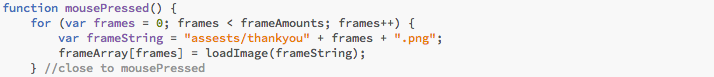 function mousePressed() {
    for (var frames = 0; frames < frameAmounts; frames++) {
        var frameString = "assests/thankyou" + frames + ".png";
        frameArray[frames] = loadImage(frameString);
    } //close to mousePressed